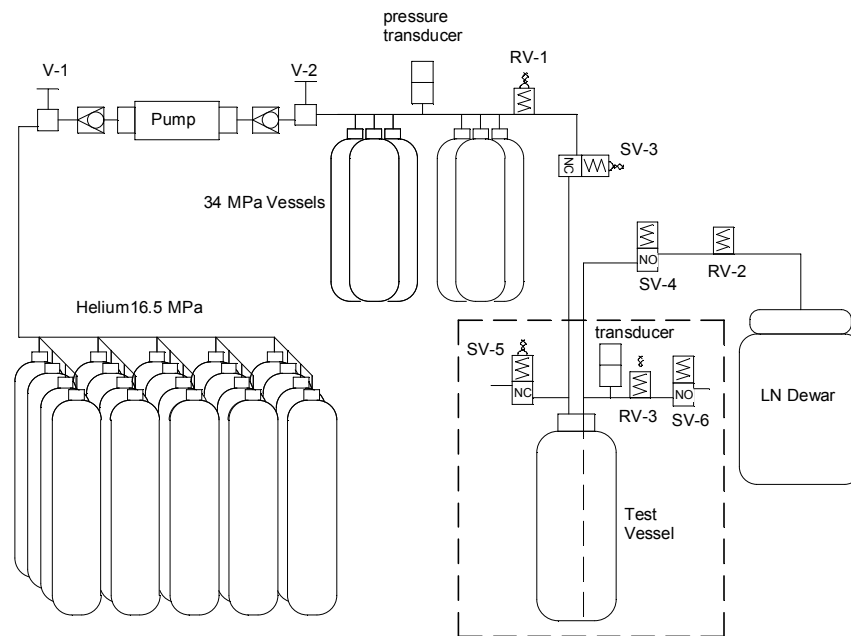 pressure
transducer
RV-1
V-1
V-2
Pump
SV-3
NC
34 MPa Vessels
NO
SV-4
RV-2
Helium16.5 MPa
transducer
SV-5
NC
RV-3
NO
SV-6
LN Dewar
Test
Vessel